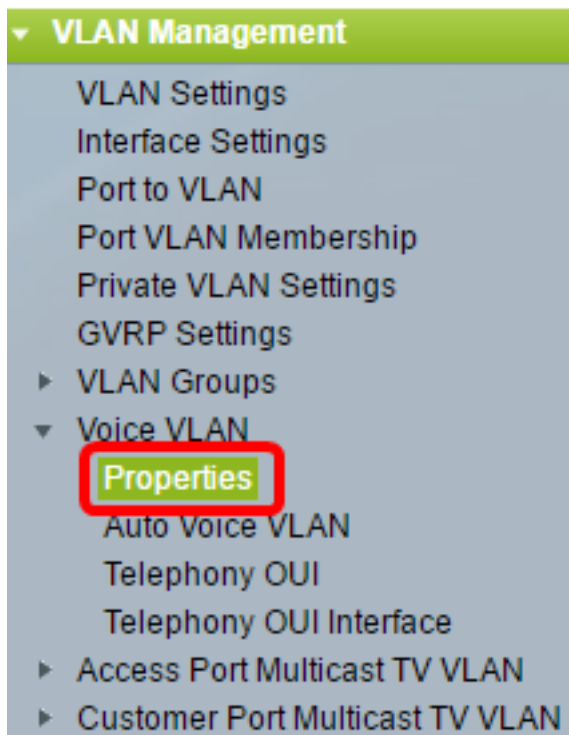 VLAN Management
VLAN Settings
Interface Settings
Port to VLAN
Port VLAN Membership
Private VLAN Settings
GVRP Settings
VLAN Groups
Voice VLAN
Properties
Auto Voice VLAN
Telephony OUI
Telephony OUI Interface
Access Port Multicast TV VLAN
Customer Port Multicast TV VLAN